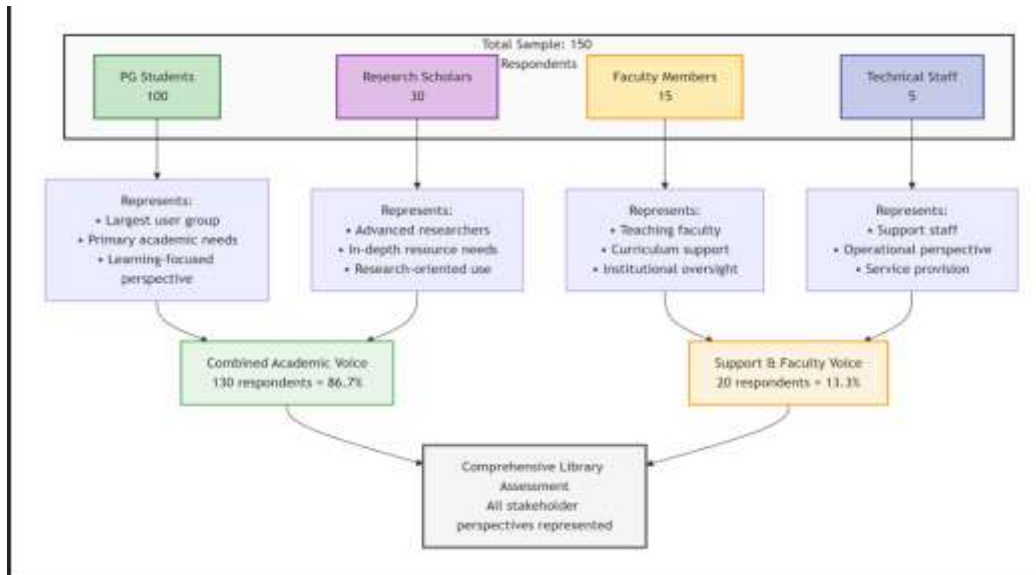 Total Sample: 150
Respondents
PG Students
100
Research Scholars
30
Faculty Members
15
Technical Staff
5
Represents:
• Largest user group
• Primary academic needs
• Learning-focused
perspective
Represents:
• Advanced researchers
• In-depth resource needs
• Research-oriented use
Represents:
• Teaching faculty
• Curriculum support
• Institutional oversight
Represents:
• Support staff
• Operational perspective
• Service provision
Combined Academic Voice
130 respondents = 86.7%
Support & Faculty Voice
20 respondents = 13.3%
Comprehensive Library
Assessment
All stakeholder
perspectives represented